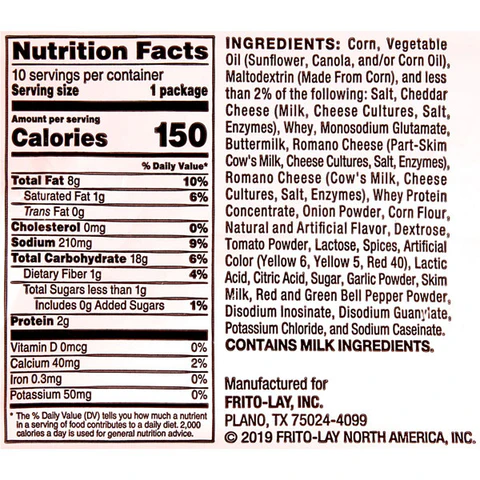 Nutrition Facts
10 servings per container
Serving size 1 package
Amount per serving
Calories 150
% Daily Value*
Total Fat 8g 10%
Saturated Fat 1g 6%
Trans Fat 0g
Cholesterol 0mg 0%
Sodium 210mg 9%
Total Carbohydrate 18g 6%
Dietary Fiber 1g 4%
Total Sugars less than 1g
Includes 0g Added Sugars 1%
Protein 2g
Vitamin D 0mcg 0%
Calcium 40mg 2%
Iron 0.3mg 0%
Potassium 50mg 0%
* The % Daily Value (DV) tells you how much a nutrient
in a serving of food contributes to a daily diet. 2,000
calories a day is used for general nutrition advice.
INGREDIENTS: Corn, Vegetable
Oil (Sunflower, Canola, and/or Corn Oil),
Maltodextrin (Made From Corn), and less
than 2% of the following: Salt, Cheddar
Cheese (Milk, Cheese Cultures, Salt,
Enzymes), Whey, Monosodium Glutamate,
Buttermilk, Romano Cheese (Part-Skim
Cow's Milk, Cheese Cultures, Salt, Enzymes),
Romano Cheese (Cow's Milk, Cheese
Cultures, Salt, Enzymes), Whey Protein
Concentrate, Onion Powder, Corn Flour,
Natural and Artificial Flavor, Dextrose,
Tomato Powder, Lactose, Spices, Artificial
Color (Yellow 6, Yellow 5, Red 40), Lactic
Acid, Citric Acid, Sugar, Garlic Powder, Skim
Milk, Red and Green Bell Pepper Powder,
Disodium Inosinate, Disodium Guanylate,
Potassium Chloride, and Sodium Caseinate.
CONTAINS MILK INGREDIENTS.
Manufactured for
FRITO-LAY, INC.
PLANO, TX 75024-4099
© 2019 FRITO-LAY NORTH AMERICA, INC.